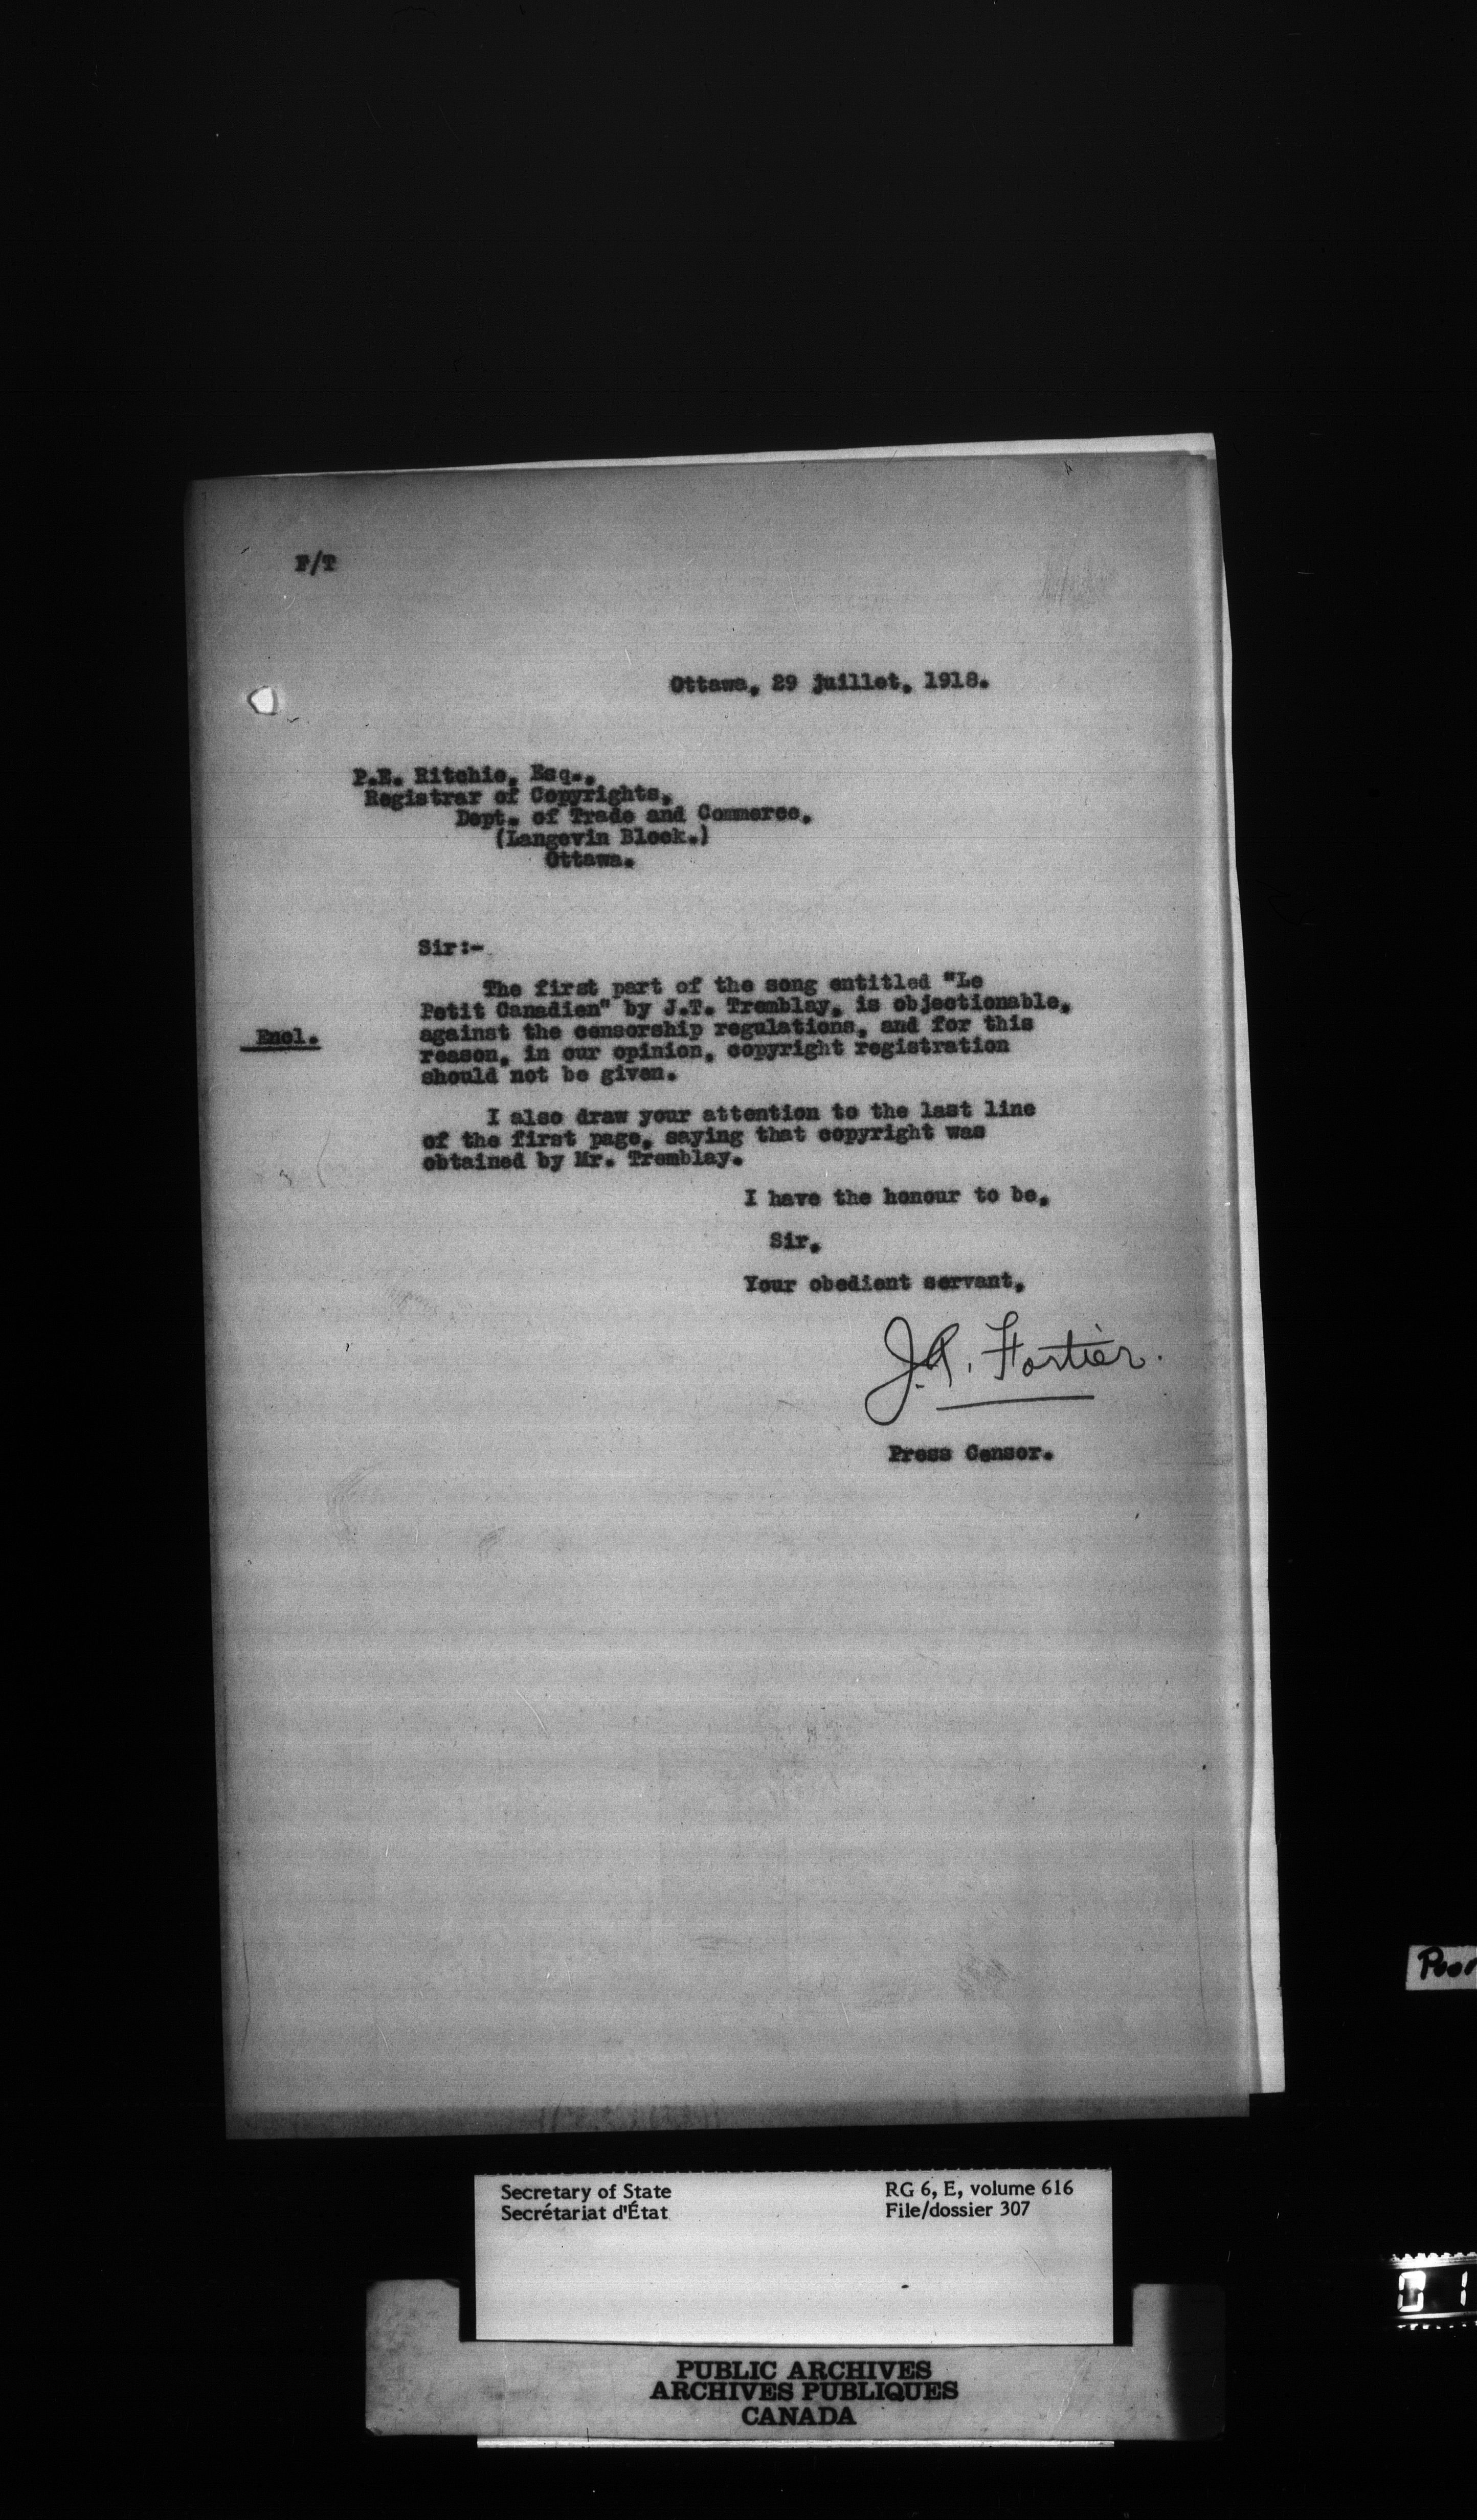 F/T
Ottawa, 29 juillet, 1918.
P.E. Ritchie, Esq.,
Registrar of Copyrights,
Dept. of Trade and Commerce,
(Langevin Block.)
Ottawa.
Sir:-
The first part of the song entitled "Le
Petit Canadien" by J.T. Tremblay, is objectionable,
against the censorship regulations, and for this
Encl.
reason, in our opinion, copyright registration
should not be given.
I also draw your attention to the last line
of the first page, saying that copyright was
obtained by Mr. Tremblay.
I have the honour to be,
Sir,
Your obedient servant,
Fortier.
Press Censor.
Secretary of State
Secrétariat d'État
RG 6, E, volume 616
File/dossier 307
PUBLIC ARCHIVES
ARCHIVES PUBLIQUES
CANADA